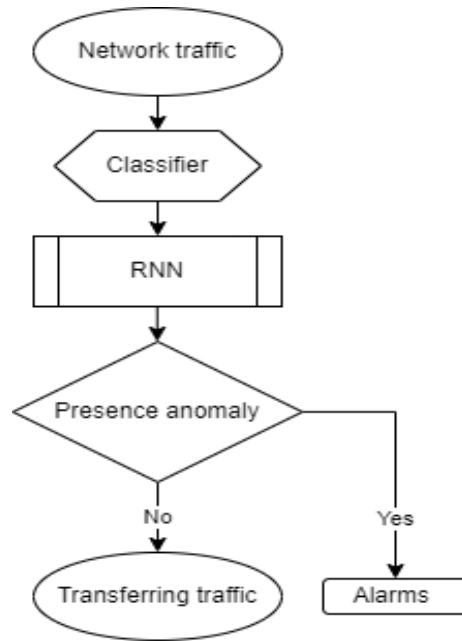 Network traffic
Classifier
RNN
Presence anomaly
No
Yes
Transferring traffic
Alarms